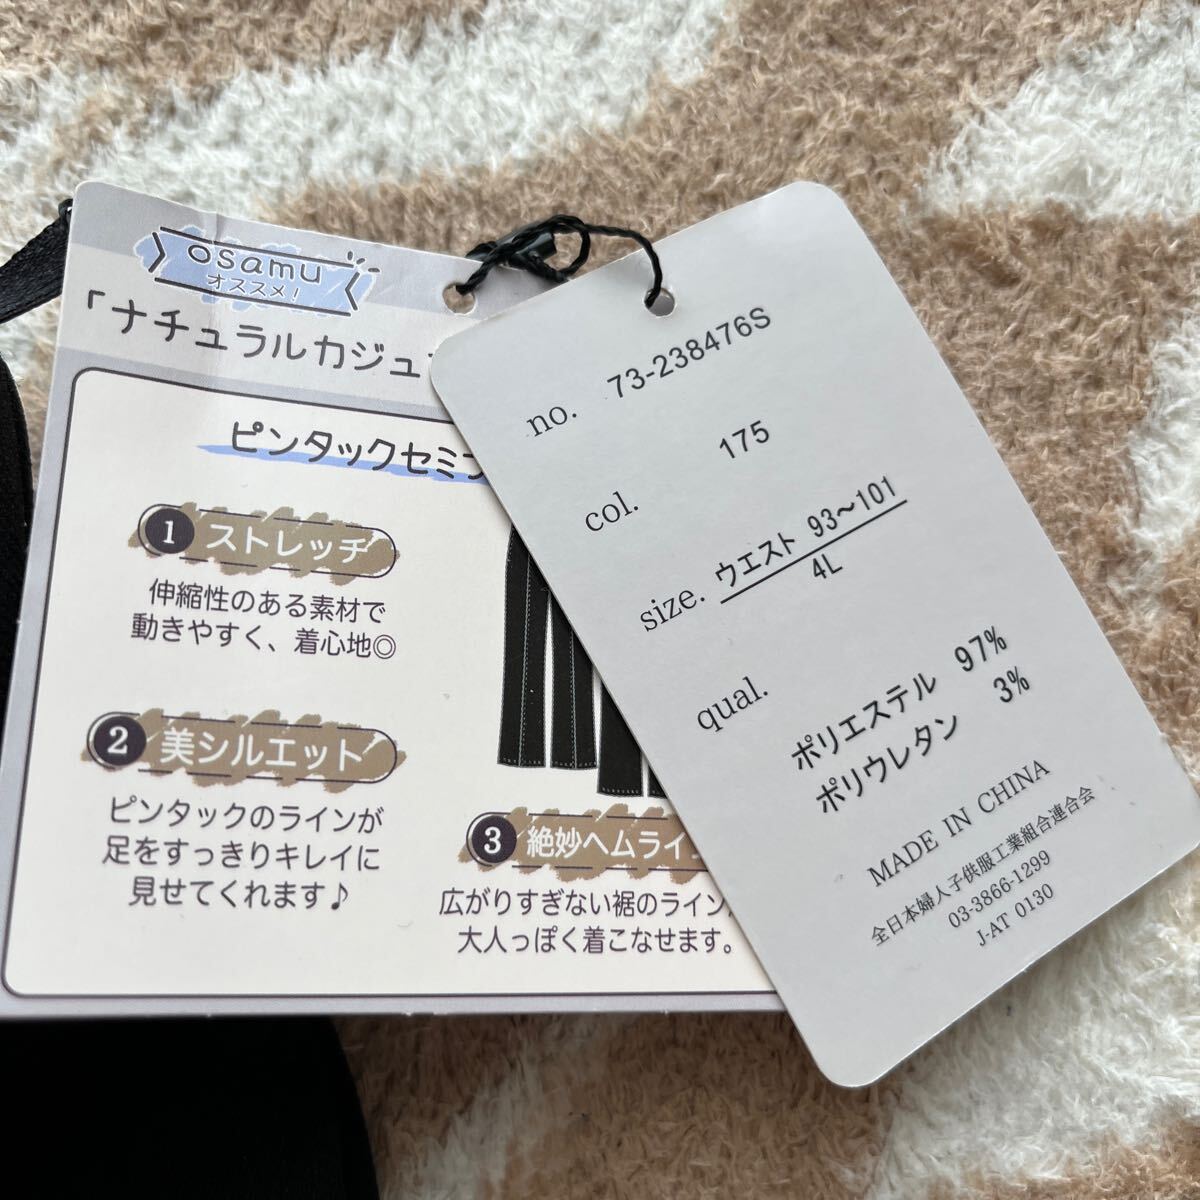 osamu
オススメ!
「ナチュラルカジュ
ピンタックセミフ
1 ストレッチ
伸縮性のある素材で
動きやすく、着心地◎
2 美シルエット
ピンタックのラインが
足をすっきりキレイに
見せてくれます♪
3 絶妙ヘムライン
広がりすぎない裾のライン
大人っぽく着こなせます。
no. 73-238476S
col. 175
size. ウエスト 93〜101
4L
qual. ポリエステル 97%
ポリウレタン 3%
MADE IN CHINA
全日本婦人子供服工業組合連合会
03-3866-1299
J-AT 0130